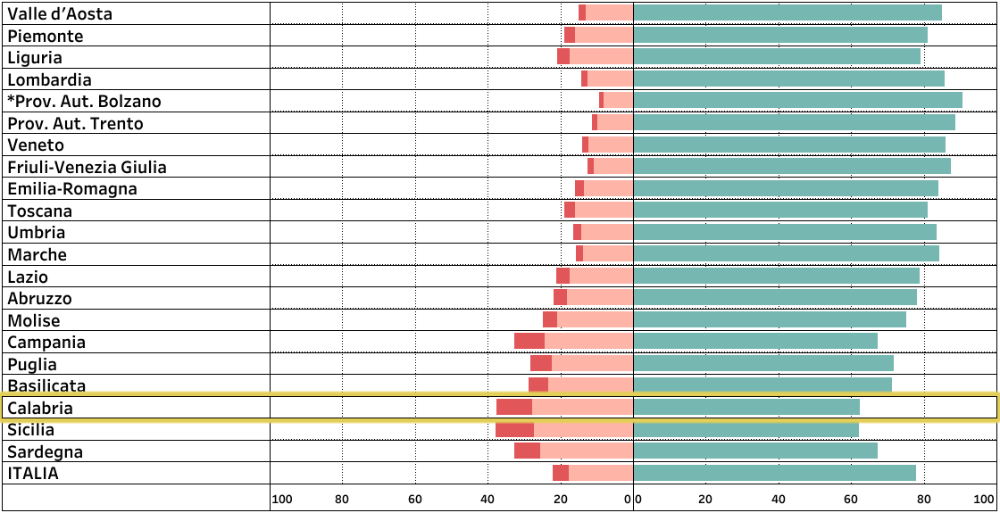 Valle d’Aosta
Piemonte
Liguria
Lombardia
*Prov. Aut. Bolzano
Prov. Aut. Trento
Veneto
Friuli-Venezia Giulia
Emilia-Romagna
Toscana
Umbria
Marche
Lazio
Abruzzo
Molise
Campania
Puglia
Basilicata
Calabria
Sicilia
Sardegna
ITALIA
100 80 60 40 20 0 0 20 40 60 80 100